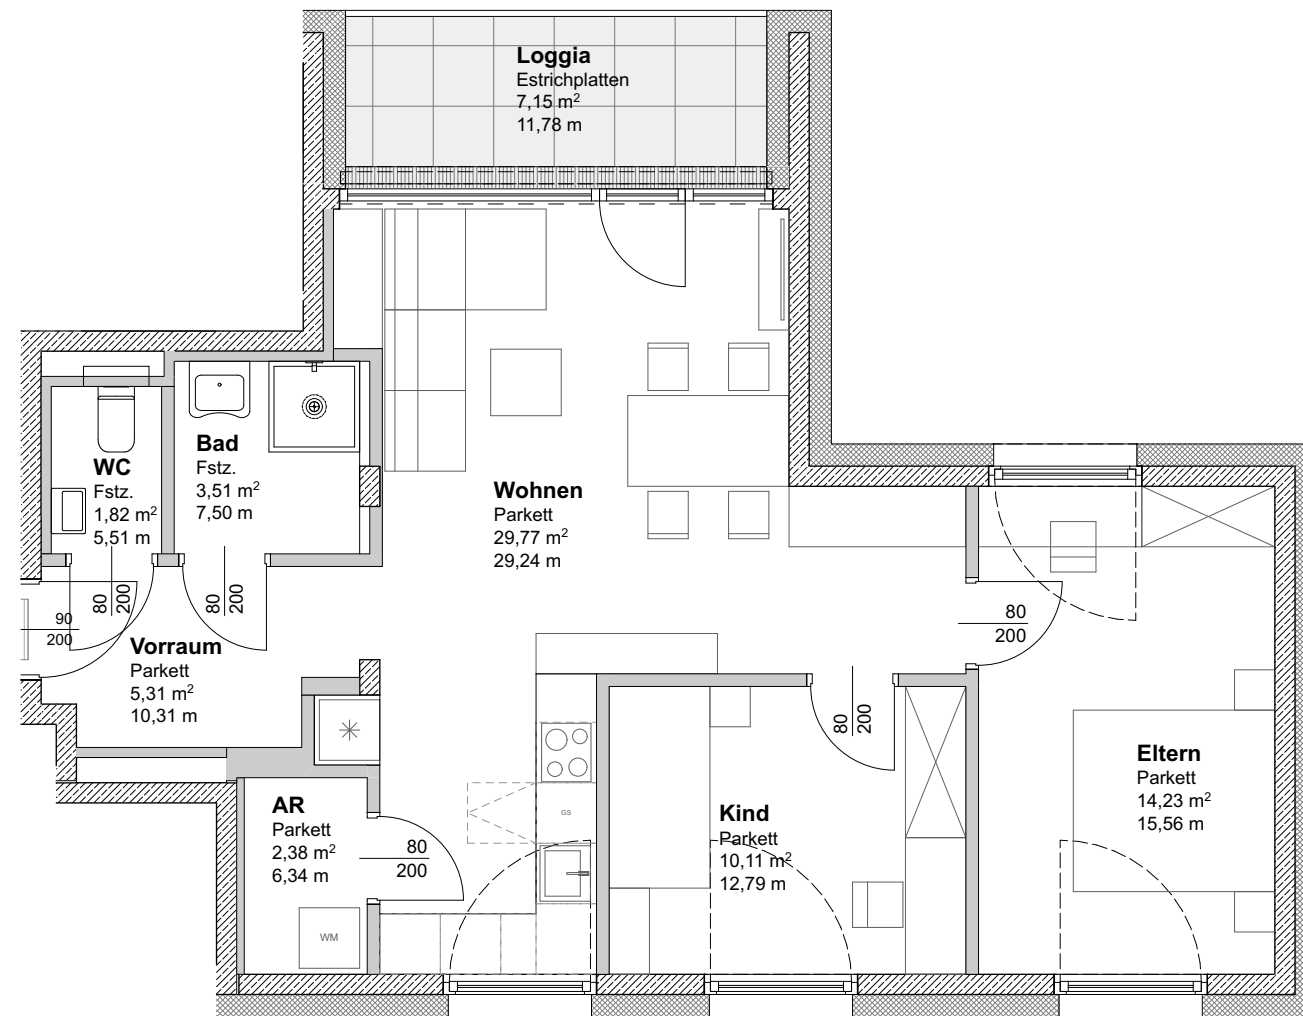 Loggia
Estrichplatten
7,15 m²
11,78 m
Bad
Fstz.
3,51 m²
7,50 m
WC
Fstz.
1,82 m²
5,51 m
Wohnen
Parkett
29,77 m²
29,24 m
80
200
80
200
90
200
Vorraum
Parkett
5,31 m²
10,31 m
80
200
80
200
Eltern
Parkett
14,23 m²
15,56 m
AR
Parkett
2,38 m²
6,34 m
80
200
GS
Kind
Parkett
10,11 m²
12,79 m
WM